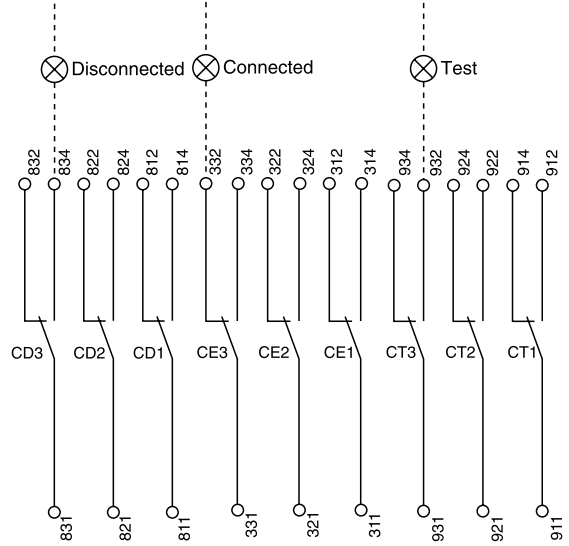 Disconnected
Connected
Test
832
834
822
824
812
814
332
334
322
324
312
314
934
932
924
922
914
912
CD3
CD2
CD1
CE3
CE2
CE1
CT3
CT2
CT1
831
821
811
331
321
311
931
921
911